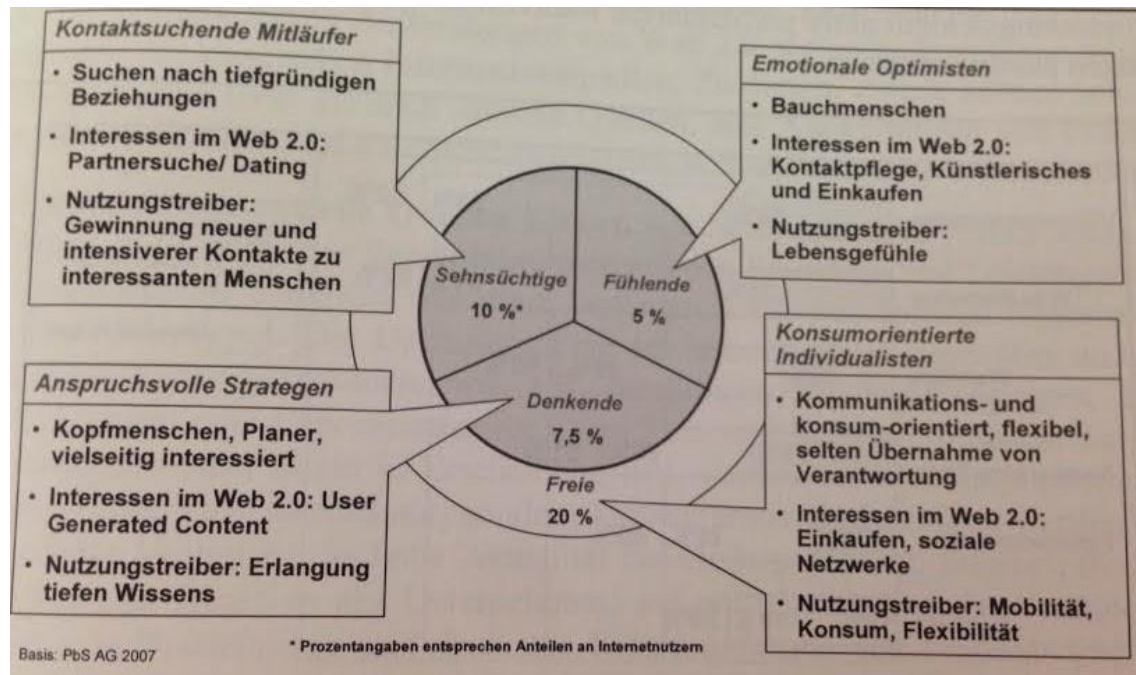 Kontaktsuchende Mitläufer
• Suchen nach tiefgründigen
Beziehungen
• Interessen im Web 2.0:
Partnersuche/ Dating
• Nutzungstreiber:
Gewinnung neuer und
intensiverer Kontakte zu
interessanten Menschen
Emotionale Optimisten
• Bauchmenschen
• Interessen im Web 2.0:
Kontaktpflege, Künstlerisches
und Einkaufen
• Nutzungstreiber:
Lebensgefühle
Sehnsüchtige
10 %*
Fühlende
5 %
Denkende
7,5 %
Freie
20 %
Anspruchsvolle Strategen
• Kopfmenschen, Planer,
vielseitig interessiert
• Interessen im Web 2.0: User
Generated Content
• Nutzungstreiber: Erlangung
tiefen Wissens
Konsumorientierte
Individualisten
• Kommunikations- und
konsum-orientiert, flexibel,
selten Übernahme von
Verantwortung
• Interessen im Web 2.0:
Einkaufen, soziale
Netzwerke
• Nutzungstreiber: Mobilität,
Konsum, Flexibilität
Basis: PbS AG 2007
* Prozentangaben entsprechen Anteilen an Internetnutzern